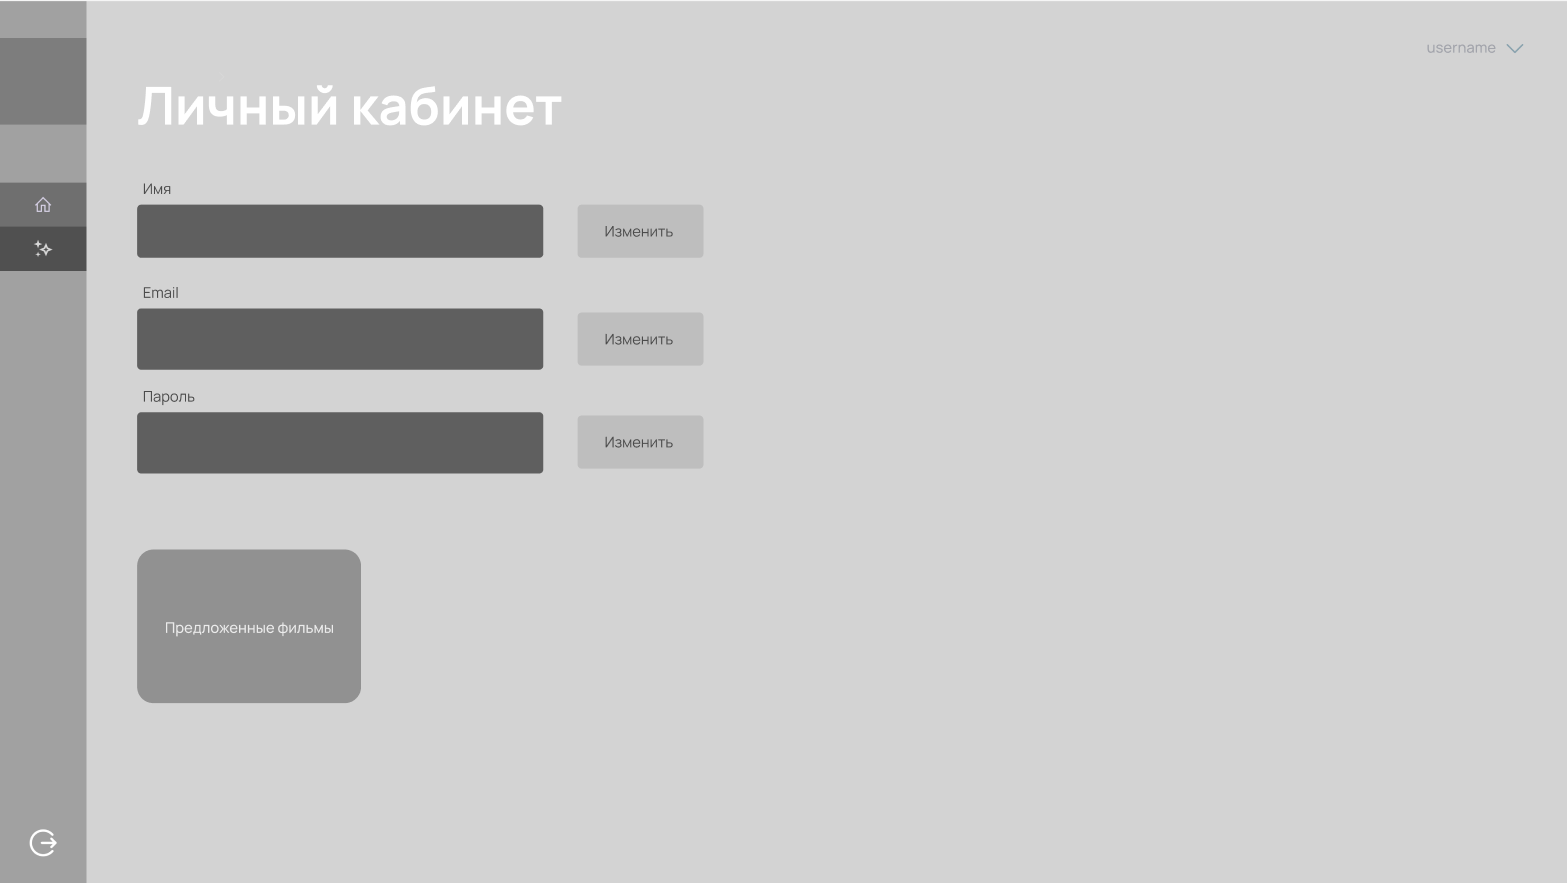 username
Личный кабинет
Имя
Изменить
Email
Изменить
Пароль
Изменить
Предложенные фильмы